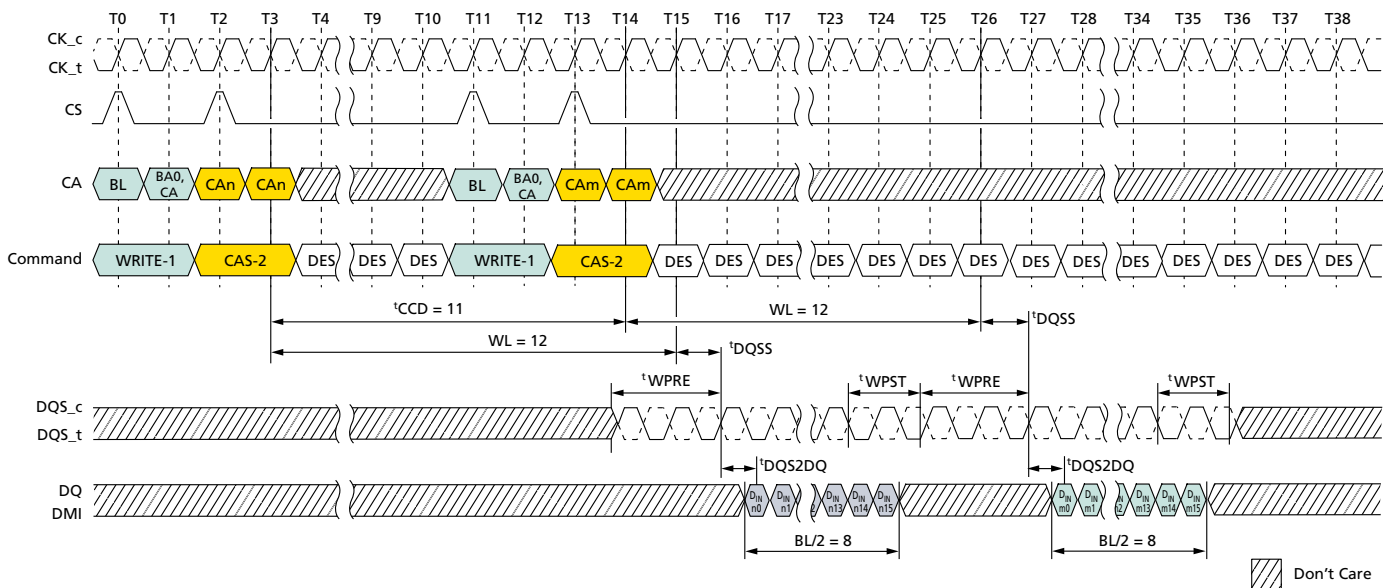 T0 T1 T2 T3 T4 T9 T10 T11 T12 T13 T14 T15 T16 T17 T23 T24 T25 T26 T27 T28 T34 T35 T36 T37 T38
CK_c
CK_t
CS
CA BL BA0, CA CAn CAn BL BA0, CA CAm CAm
Command WRITE-1 CAS-2 DES DES DES WRITE-1 CAS-2 DES DES DES DES DES DES DES DES DES DES DES DES DES DES
tCCD = 11 WL = 12 tDQSS
WL = 12 tDQSS
tWPRE tWPST tWPRE tWPST
DQS_c
DQS_t
tDQS2DQ tDQS2DQ
DQ
DMI
DIN n0 DIN n1 DIN n13 DIN n14 DIN n15 DIN m0 DIN m1 DIN m13 DIN m14 DIN m15
BL/2 = 8 BL/2 = 8
Don't Care